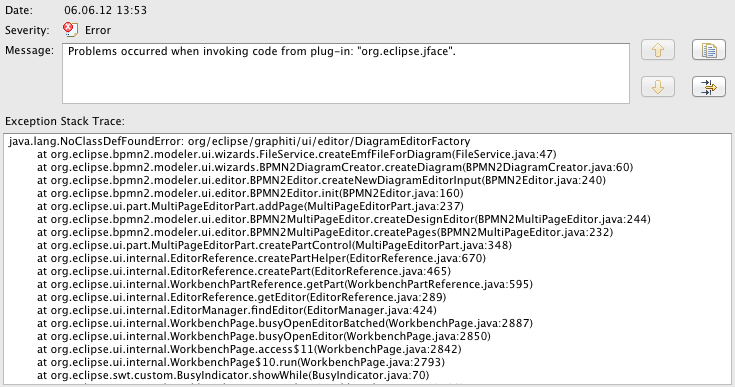 Date: 06.06.12 13:53
Severity: Error
Message: Problems occurred when invoking code from plug-in: "org.eclipse.jface".
Exception Stack Trace:
java.lang.NoClassDefFoundError: org/eclipse/graphiti/ui/editor/DiagramEditorFactory
at org.eclipse.bpmn2.modeler.ui.wizards.FileService.createEmfFileForDiagram(FileService.java:47)
at org.eclipse.bpmn2.modeler.ui.wizards.BPMN2DiagramCreator.createDiagram(BPMN2DiagramCreator.java:60)
at org.eclipse.bpmn2.modeler.ui.editor.BPMN2Editor.createNewDiagramEditorInput(BPMN2Editor.java:240)
at org.eclipse.bpmn2.modeler.ui.editor.BPMN2Editor.init(BPMN2Editor.java:160)
at org.eclipse.ui.part.MultiPageEditorPart.addPage(MultiPageEditorPart.java:237)
at org.eclipse.bpmn2.modeler.ui.editor.BPMN2MultiPageEditor.createDesignEditor(BPMN2MultiPageEditor.java:244)
at org.eclipse.bpmn2.modeler.ui.editor.BPMN2MultiPageEditor.createPages(BPMN2MultiPageEditor.java:232)
at org.eclipse.ui.part.MultiPageEditorPart.createPartControl(MultiPageEditorPart.java:348)
at org.eclipse.ui.internal.EditorReference.createPartHelper(EditorReference.java:670)
at org.eclipse.ui.internal.EditorReference.createPart(EditorReference.java:465)
at org.eclipse.ui.internal.WorkbenchPartReference.getPart(WorkbenchPartReference.java:595)
at org.eclipse.ui.internal.EditorReference.getEditor(EditorReference.java:289)
at org.eclipse.ui.internal.EditorManager.findEditor(EditorManager.java:424)
at org.eclipse.ui.internal.WorkbenchPage.busyOpenEditorBatched(WorkbenchPage.java:2887)
at org.eclipse.ui.internal.WorkbenchPage.busyOpenEditor(WorkbenchPage.java:2850)
at org.eclipse.ui.internal.WorkbenchPage.access$11(WorkbenchPage.java:2842)
at org.eclipse.ui.internal.WorkbenchPage$10.run(WorkbenchPage.java:2793)
at org.eclipse.swt.custom.BusyIndicator.showWhile(BusyIndicator.java:70)